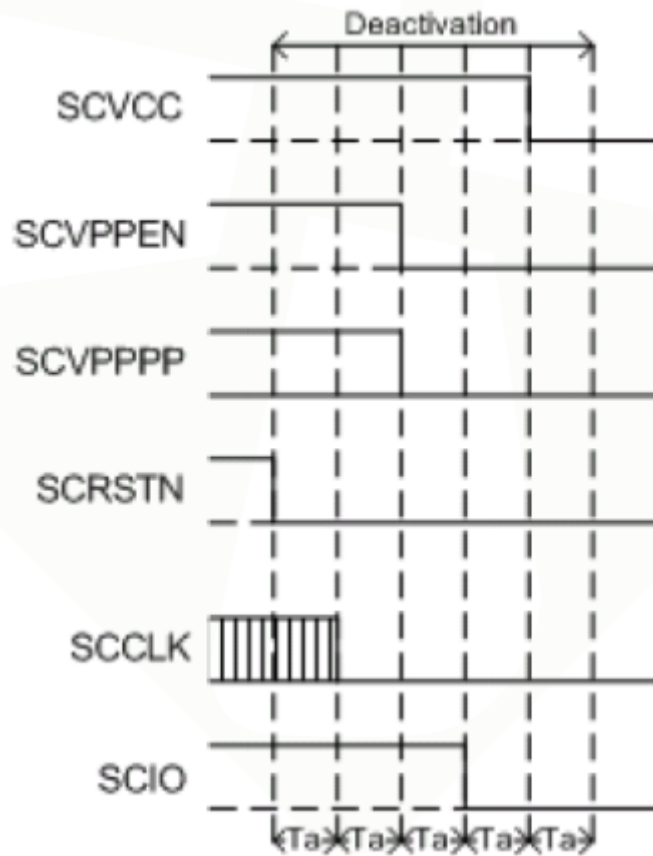 Deactivation
SCVCC
SCVPPEN
SCVPPPP
SCRSTN
SCCLK
SCIO
Ta Ta Ta Ta Ta